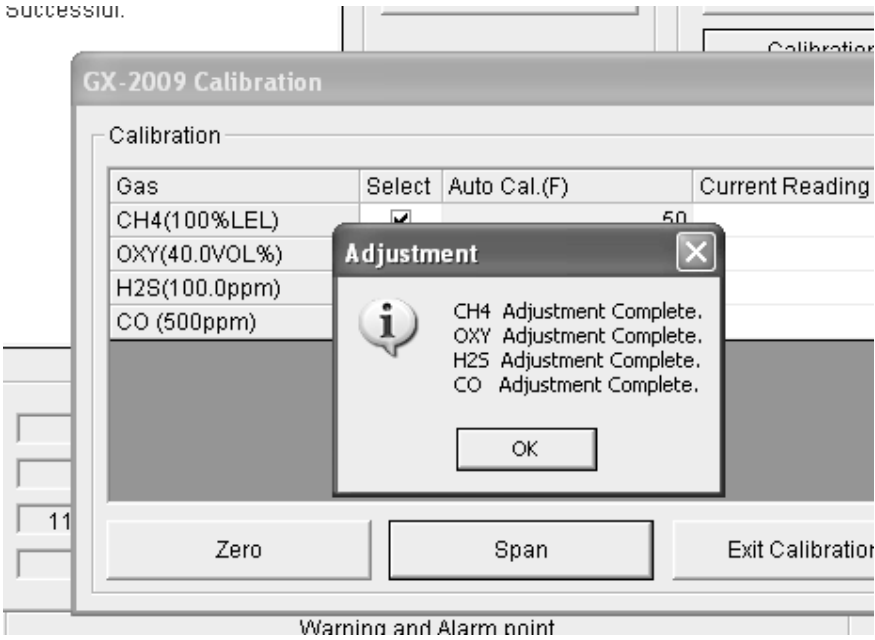 Successful.
Calibration
GX-2009 Calibration
Calibration
Gas Select Auto Cal.(F) Current Reading
CH4(100%LEL) 50
OXY(40.0VOL%)
H2S(100.0ppm)
CO (500ppm)
Adjustment
CH4 Adjustment Complete.
OXY Adjustment Complete.
H2S Adjustment Complete.
CO Adjustment Complete.
OK
11
Zero Span Exit Calibration
Warning and Alarm point